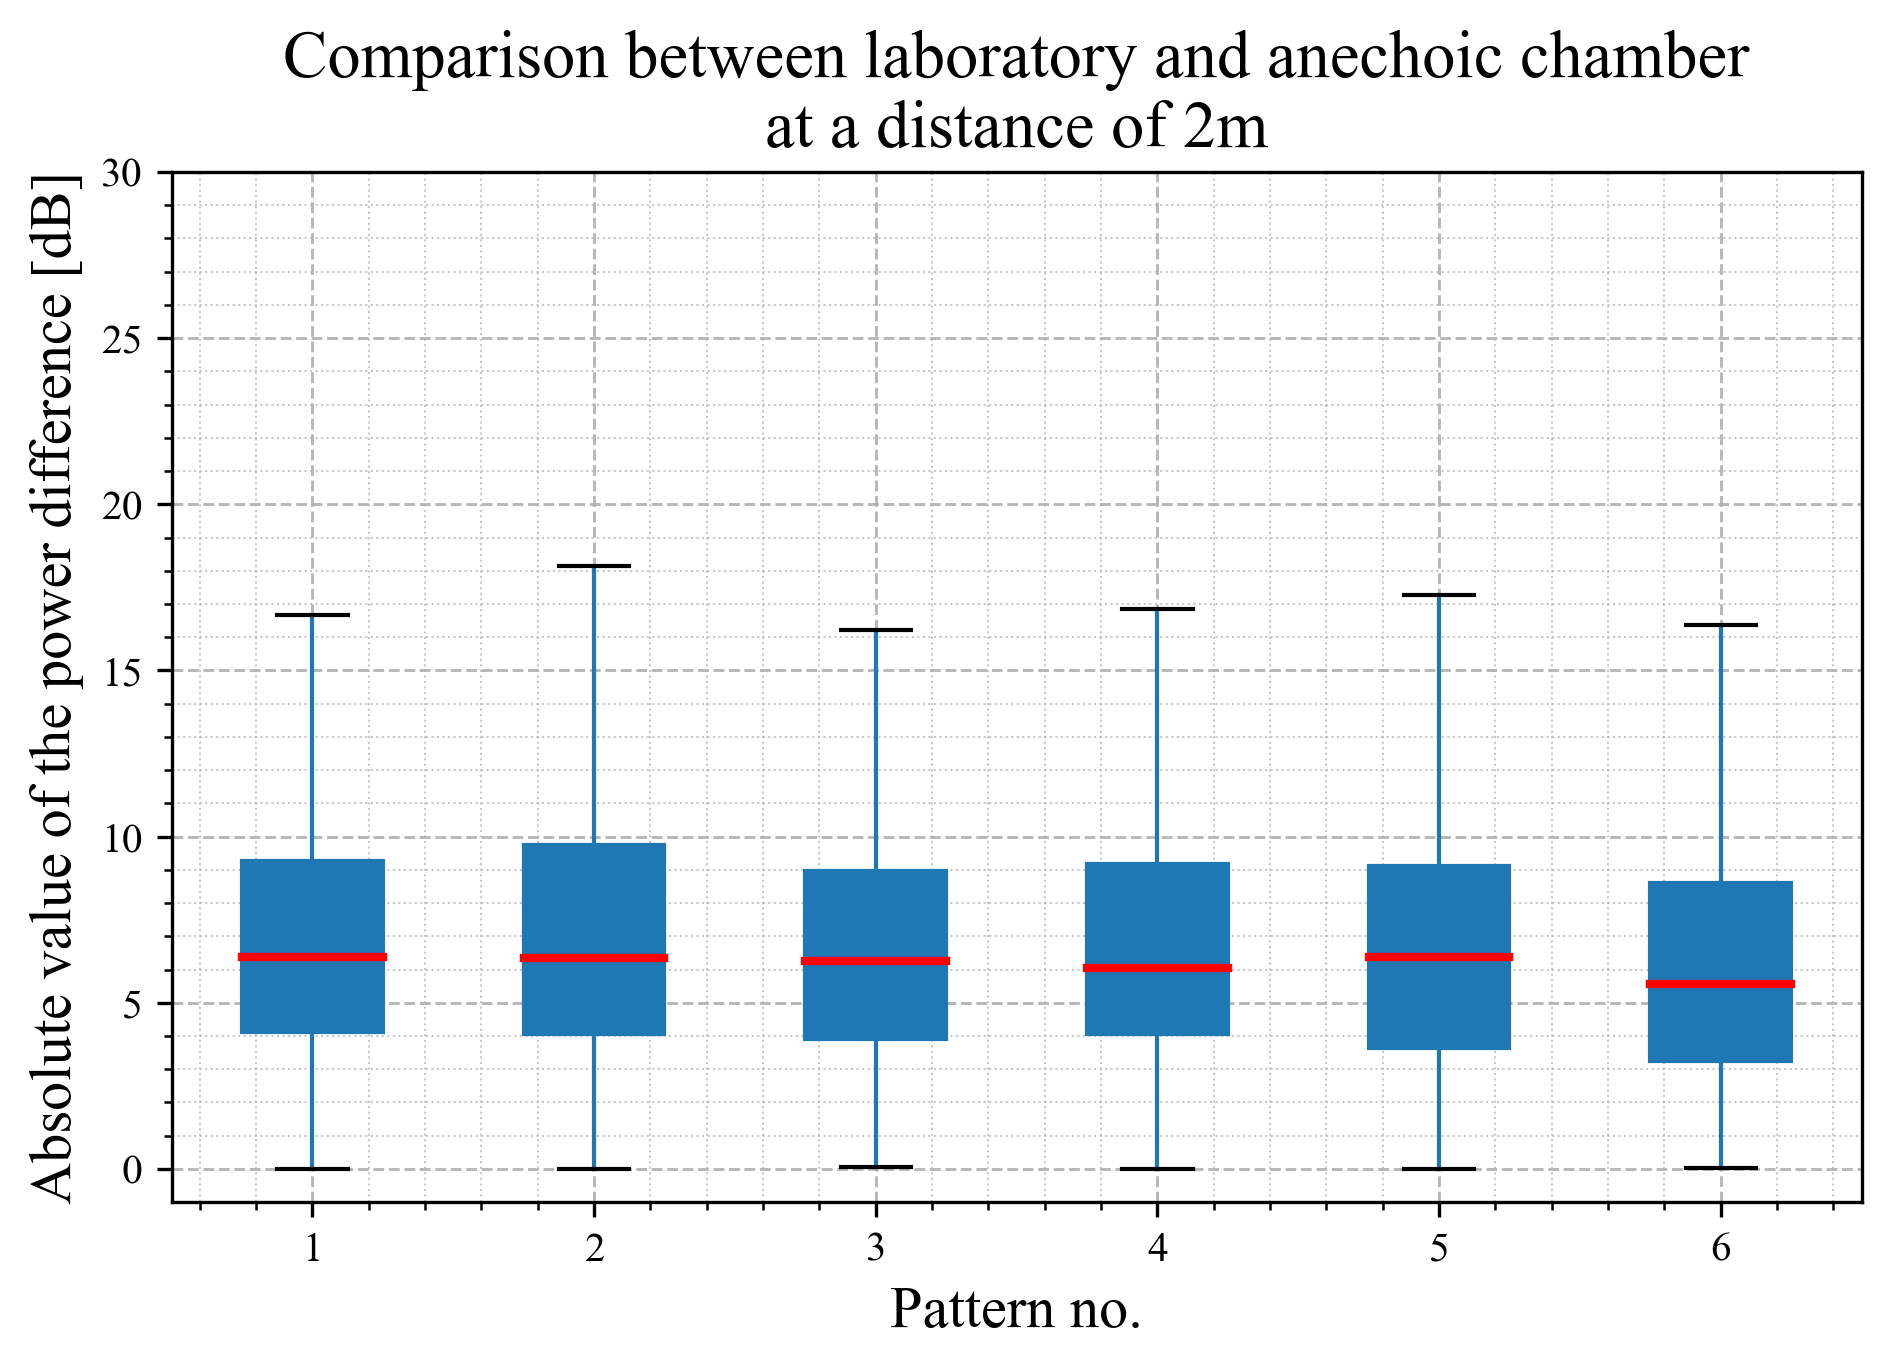 Comparison between laboratory and anechoic chamber
at a distance of 2m
Absolute value of the power difference [dB]
30
25
20
15
10
5
0
1 2 3 4 5 6
Pattern no.